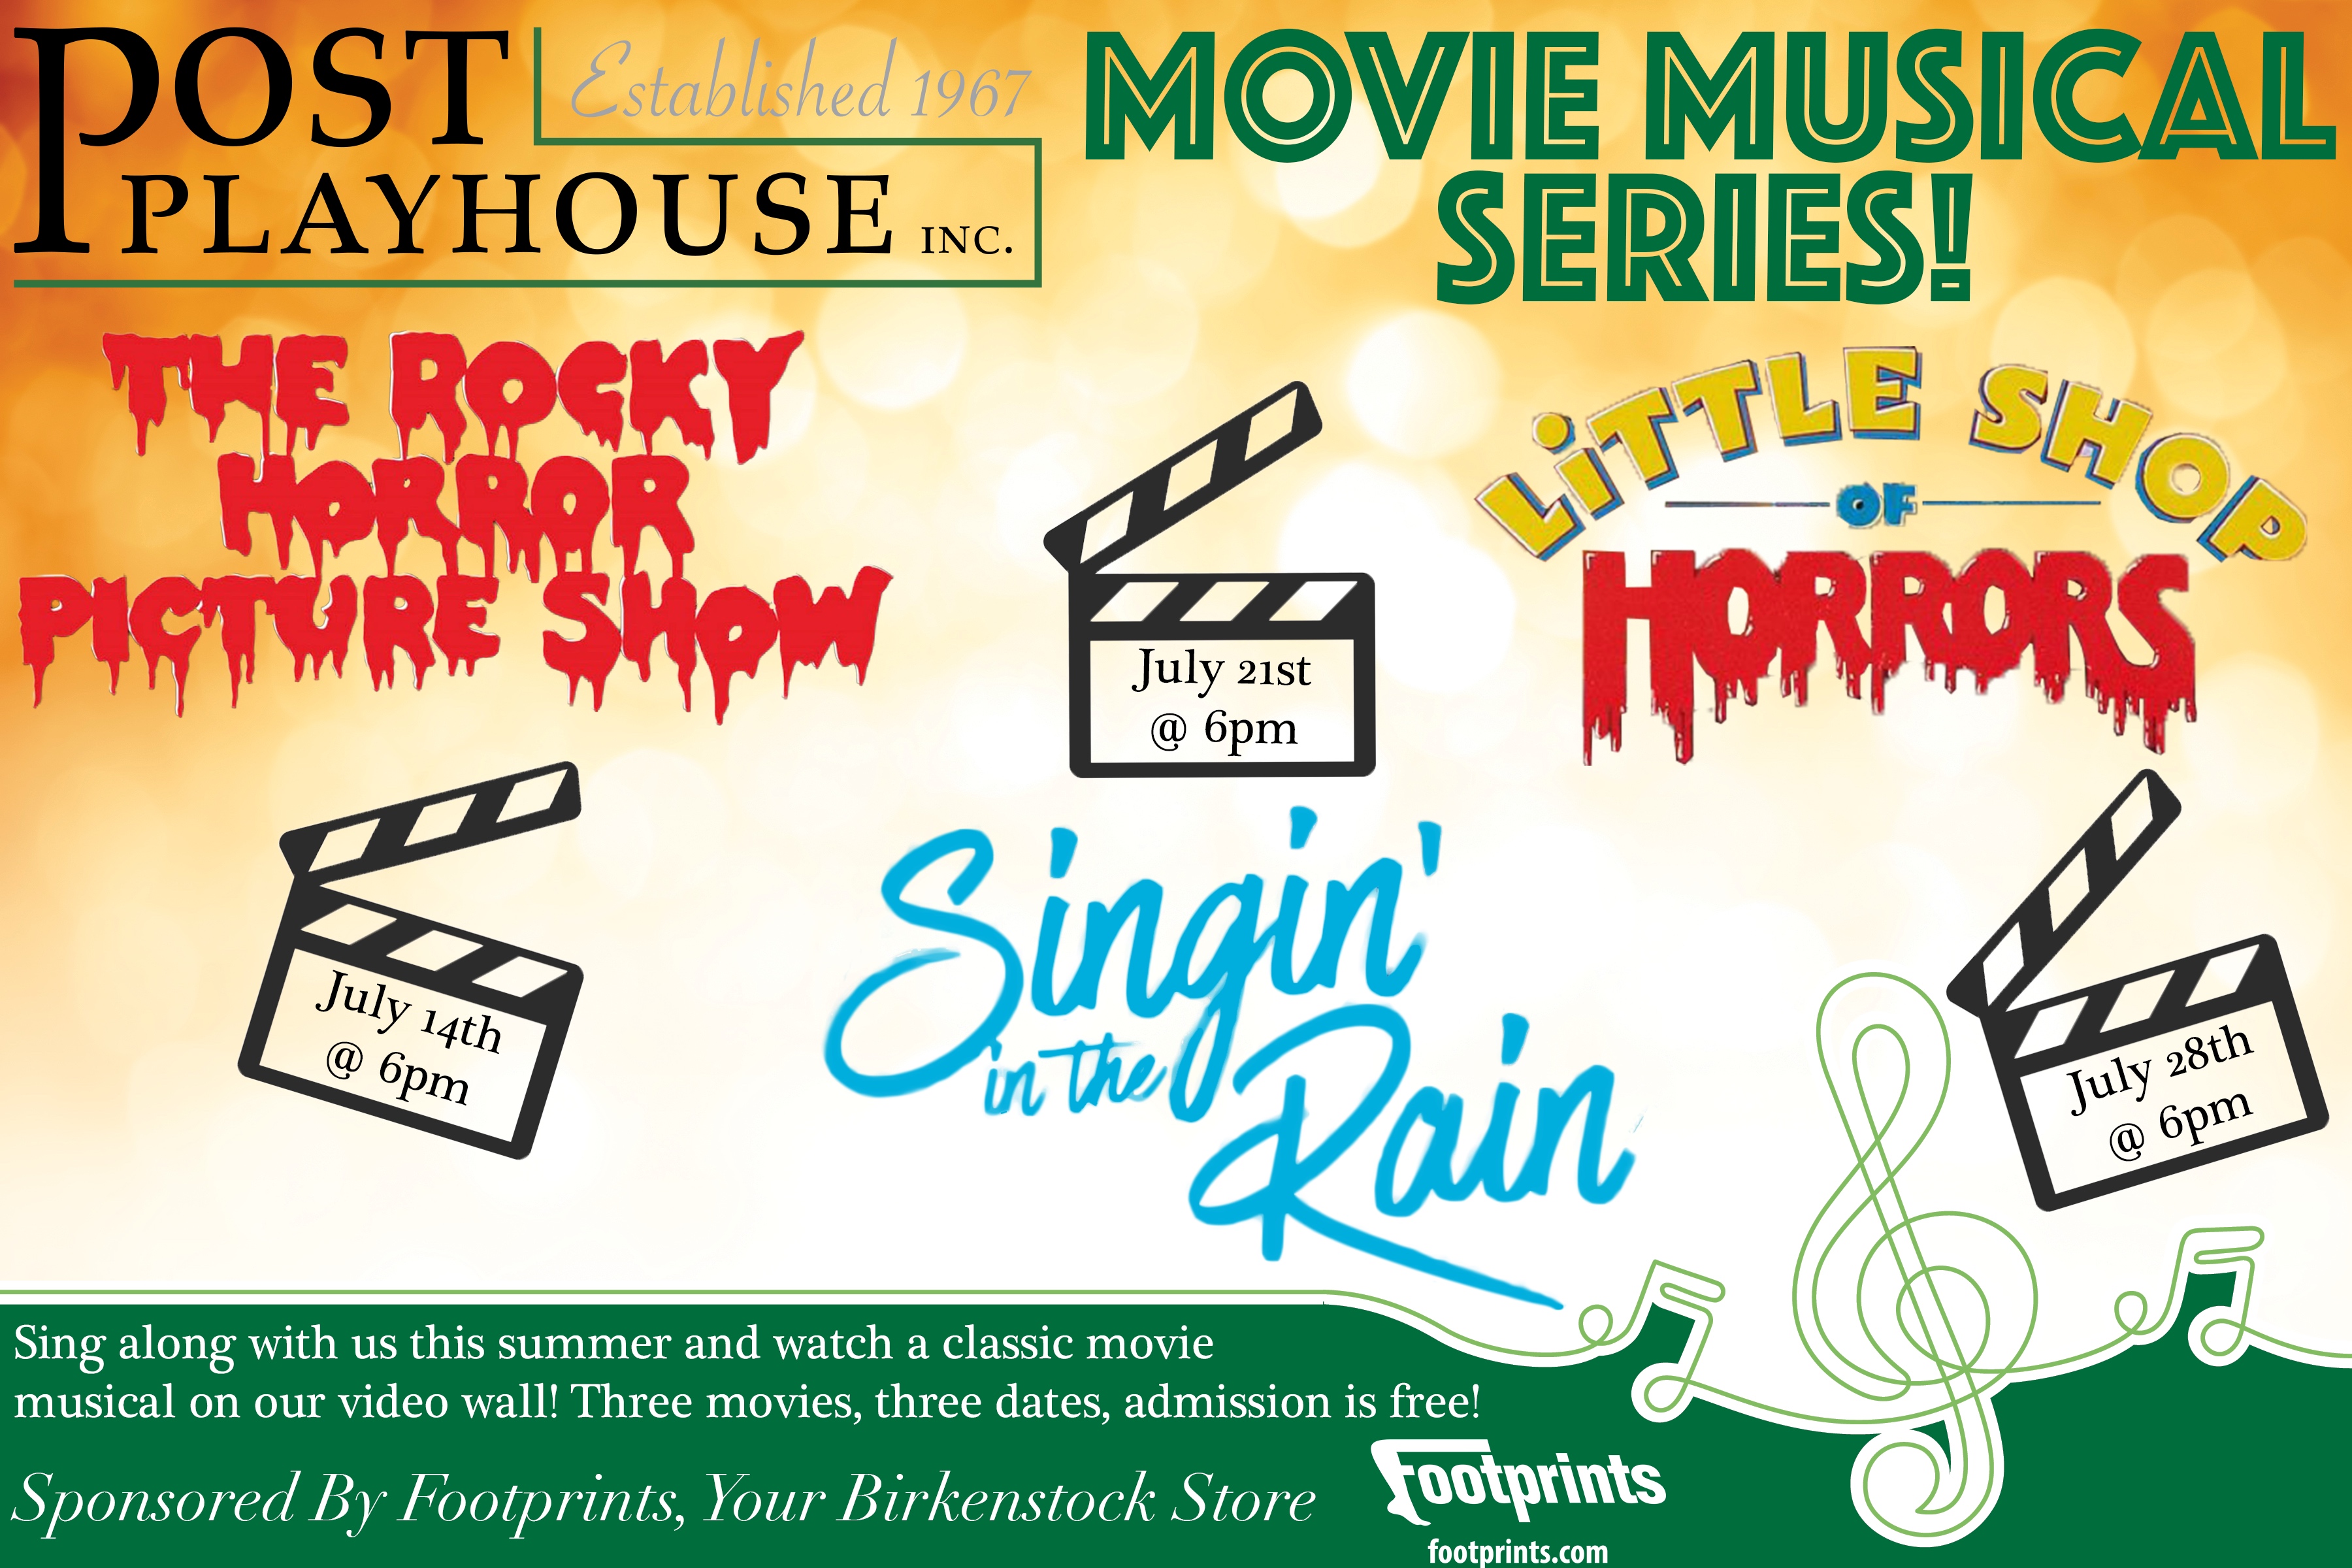 POST
Established 1967
PLAYHOUSE INC.
MOVIE MUSICAL
SERIES!
THE ROCKY
HORROR
PICTURE SHOW
July 14th
@ 6pm
July 21st
@ 6pm
Singin'
in the
Rain
LiTTLE SHOP
OF
HORRORS
July 28th
@ 6pm
Sing along with us this summer and watch a classic movie
musical on our video wall! Three movies, three dates, admission is free!
Sponsored By Footprints, Your Birkenstock Store
footprints
footprints.com